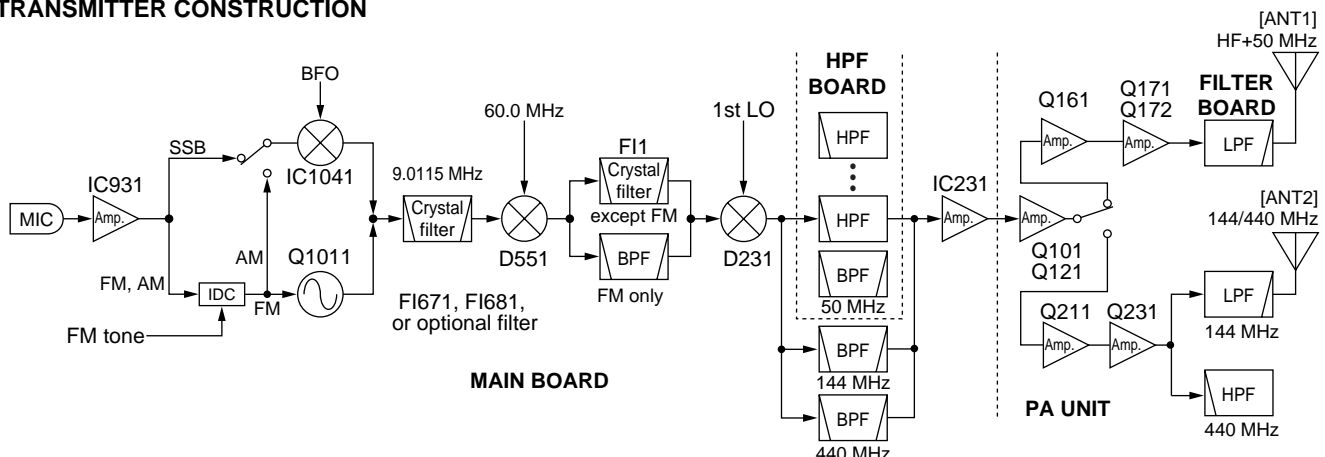 TRANSMITTER CONSTRUCTION
[ANT1]
HF+50 MHz
HPF
BOARD
BFO
60.0 MHz
1st LO
Q161
Q171
Q172
FILTER
BOARD
SSB
IC1041
9.0115 MHz
FI1
HPF
Amp.
Amp.
LPF
IC931
MIC
Amp.
Crystal
filter
Crystal
filter
except FM
HPF
IC231
Amp.
Amp.
[ANT2]
144/440 MHz
AM
Q1011
D551
BPF
D231
Q101
Q121
FM, AM
IDC
FM
FI671, FI681,
or optional filter
FM only
BPF
50 MHz
FM tone
Q211
Q231
Amp.
Amp.
LPF
144 MHz
MAIN BOARD
BPF
144 MHz
PA UNIT
BPF
440 MHz
HPF
440 MHz